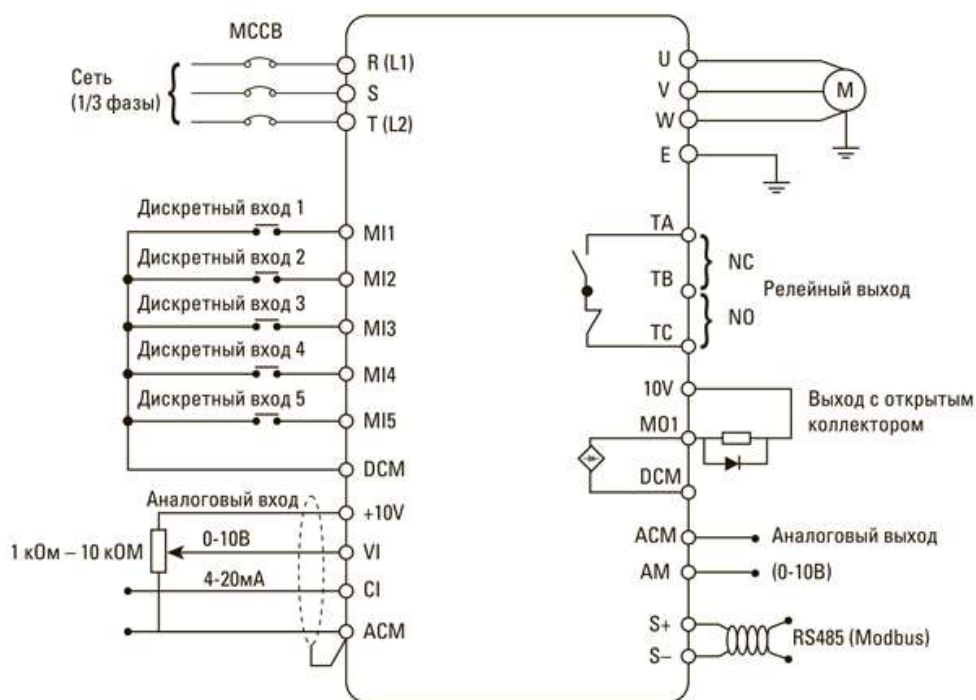 MCCB
Сеть
(1/3 фазы)
R (L1)
S
T (L2)
Дискретный вход 1
MI1
Дискретный вход 2
MI2
Дискретный вход 3
MI3
Дискретный вход 4
MI4
Дискретный вход 5
MI5
DCM
Аналоговый вход
+10V
1 кОм – 10 кОМ
0-10В
VI
4-20мА
CI
ACM
U
V
W
M
E
TA
NC
TB
Релейный выход
NO
TC
10V
Выход с открытым
коллектором
MO1
DCM
ACM
Аналоговый выход
AM
(0-10В)
S+
RS485 (Modbus)
S–